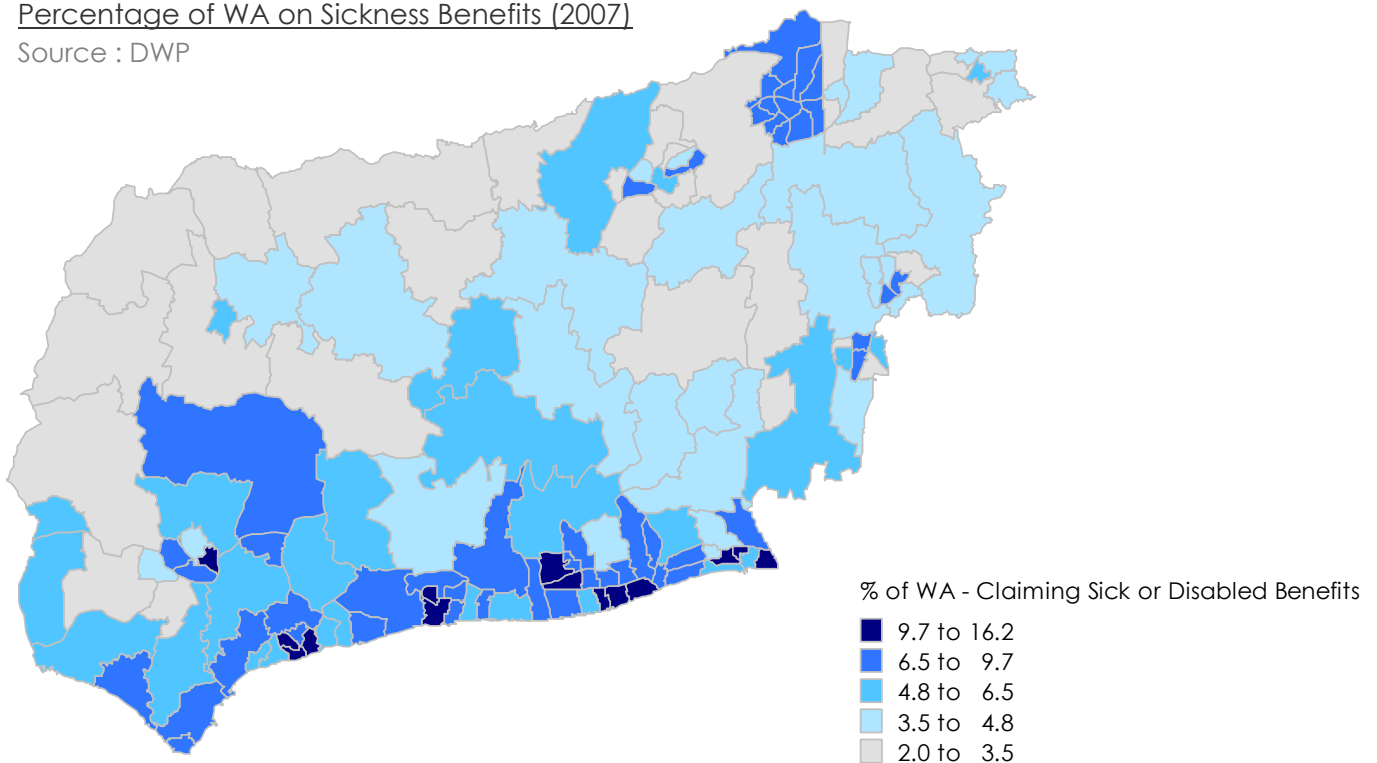 Percentage of WA on Sickness Benefits (2007)
Source : DWP
% of WA - Claiming Sick or Disabled Benefits
9.7 to 16.2
6.5 to 9.7
4.8 to 6.5
3.5 to 4.8
2.0 to 3.5